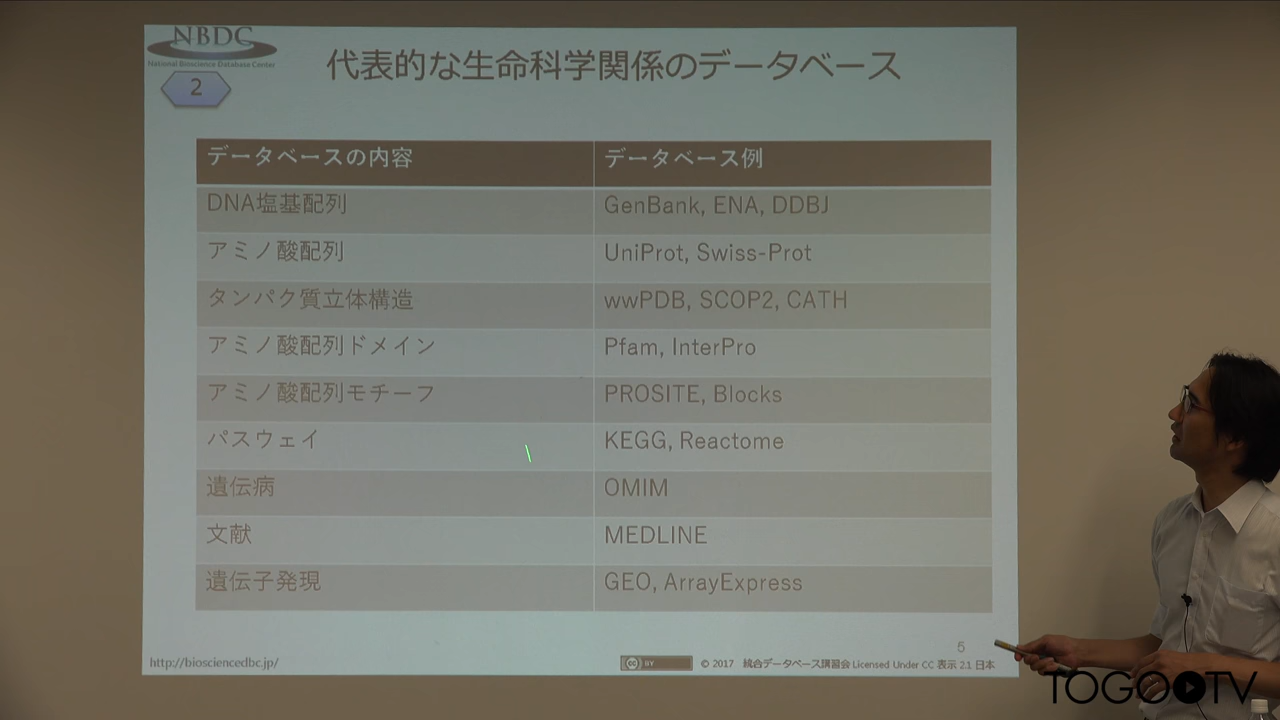 NBDC
National Bioscience Database Center
2
代表的な生命科学関係のデータベース
データベースの内容 データベース例
DNA塩基配列 GenBank, ENA, DDBJ
アミノ酸配列 UniProt, Swiss-Prot
タンパク質立体構造 wwPDB, SCOP2, CATH
アミノ酸配列ドメイン Pfam, InterPro
アミノ酸配列モチーフ PROSITE, Blocks
パスウェイ KEGG, Reactome
遺伝病 OMIM
文献 MEDLINE
遺伝子発現 GEO, ArrayExpress
5
http://biosciencedbc.jp/
cc BY
© 2017 統合データベース講習会 Licensed Under CC 表示 2.1 日本
TOGO TV